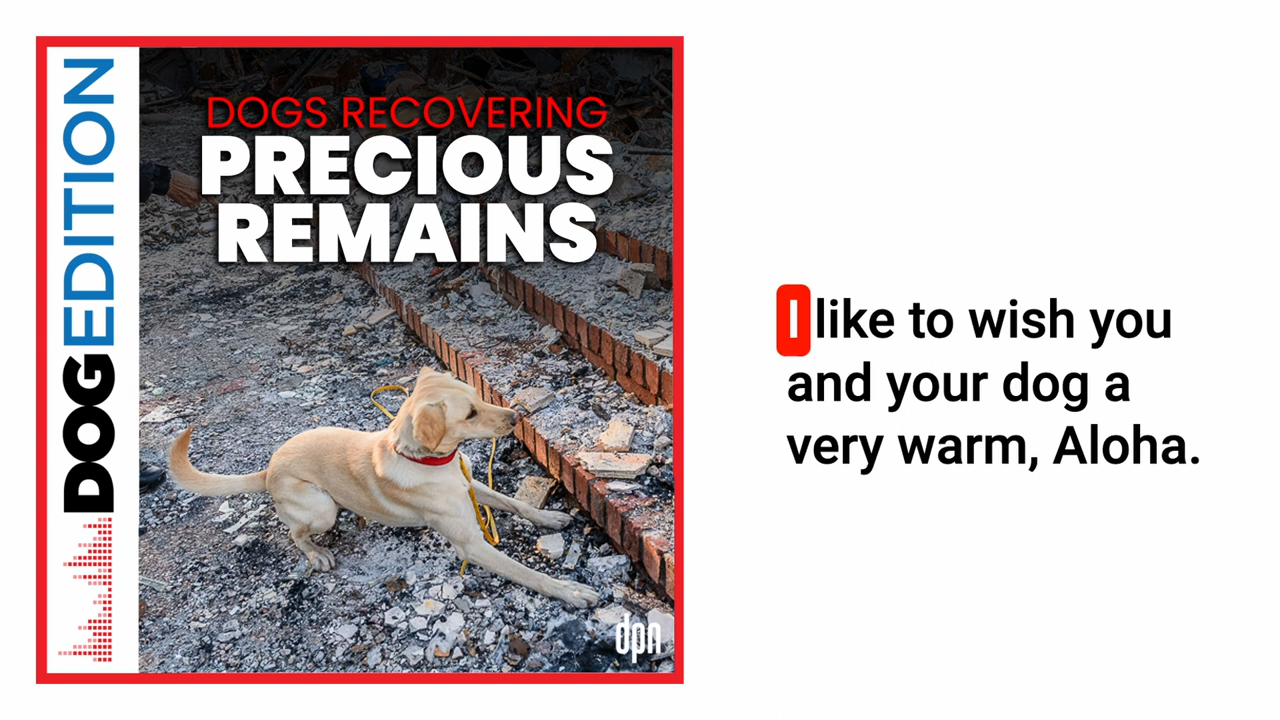 DOGEDITION
DOGS RECOVERING
PRECIOUS
REMAINS
dpn
I like to wish you
and your dog a
very warm, Aloha.